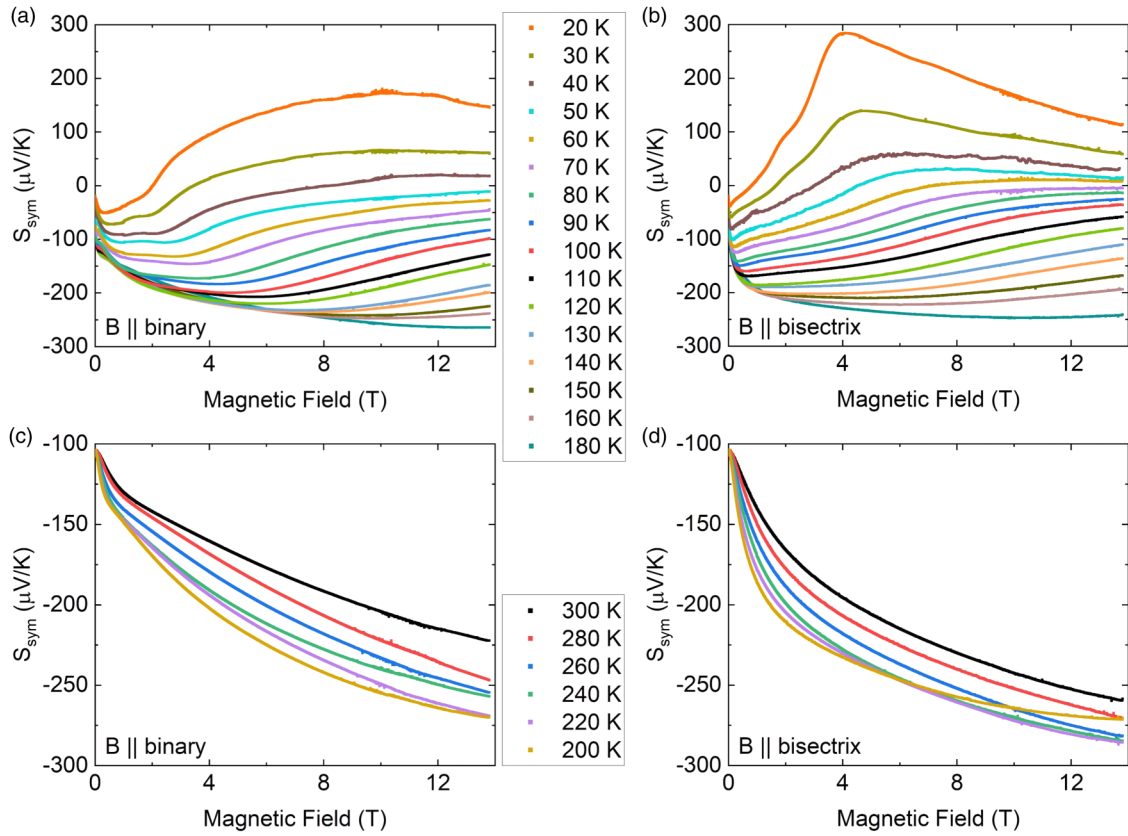 (a)
300
200
100
0
-100
-200
-300
S_sym (μV/K)
B || binary
0
4
8
12
Magnetic Field (T)
20 K
30 K
40 K
50 K
60 K
70 K
80 K
90 K
100 K
110 K
120 K
130 K
140 K
150 K
160 K
180 K
(b)
300
200
100
0
-100
-200
-300
S_sym (μV/K)
B || bisectrix
0
4
8
12
Magnetic Field (T)
(c)
-100
-150
-200
-250
-300
S_sym (μV/K)
B || binary
0
4
8
12
Magnetic Field (T)
300 K
280 K
260 K
240 K
220 K
200 K
(d)
-100
-150
-200
-250
-300
S_sym (μV/K)
B || bisectrix
0
4
8
12
Magnetic Field (T)